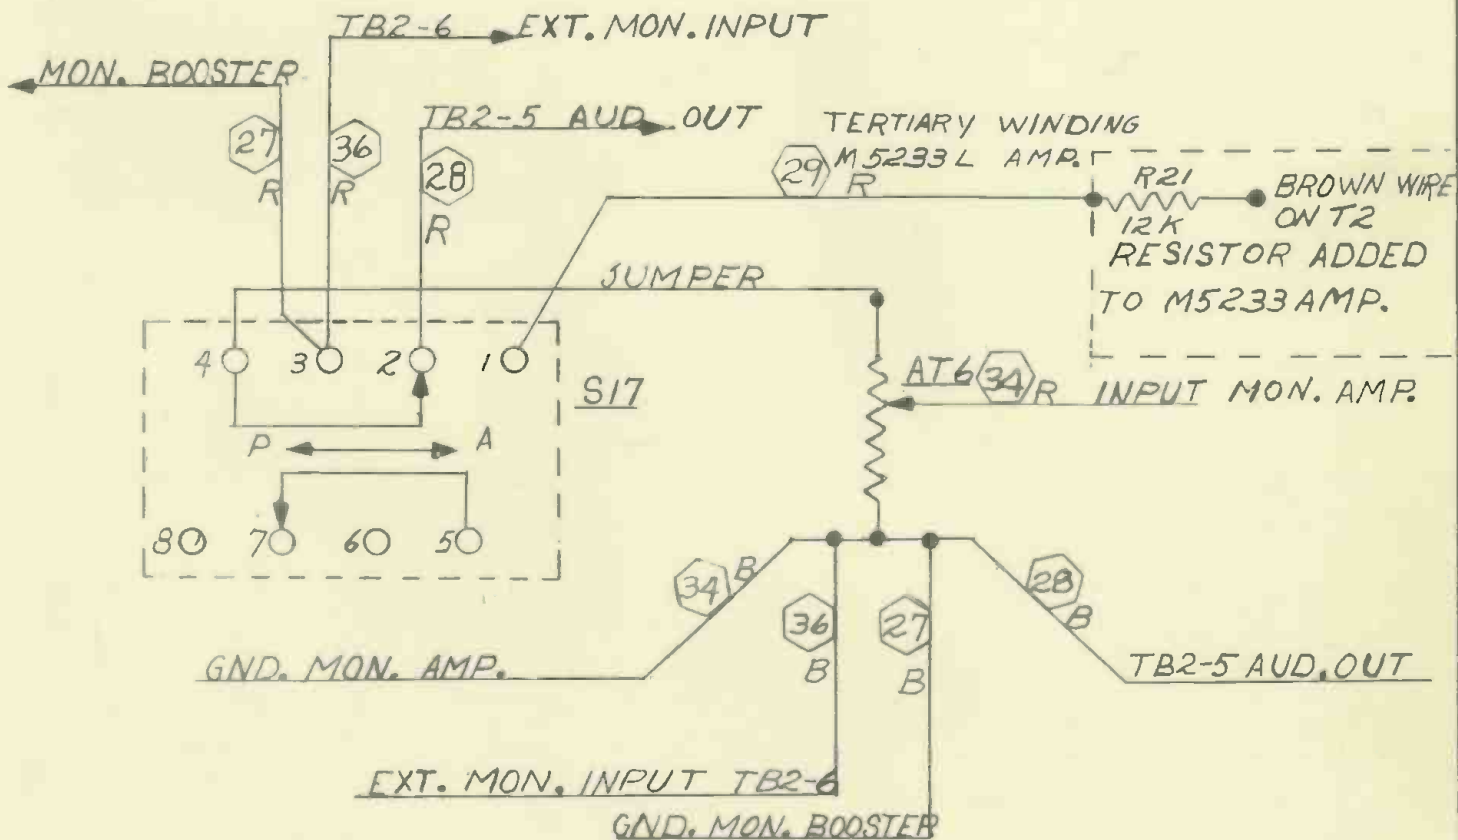 TB2-6 EXT. MON. INPUT
MON. BOOSTER
TB2-5 AUD. OUT
TERTIARY WINDING
M5233L AMP.
27
36
28
29
R
R
R
R
R21
12K
BROWN WIRE
ON T2
RESISTOR ADDED
TO M5233 AMP.
JUMPER
4
3
2
1
S17
AT6
34
R
INPUT MON. AMP.
P
A
8
7
6
5
34
B
36
B
27
B
28
B
GND. MON. AMP.
TB2-5 AUD. OUT
EXT. MON. INPUT TB2-6
GND. MON. BOOSTER